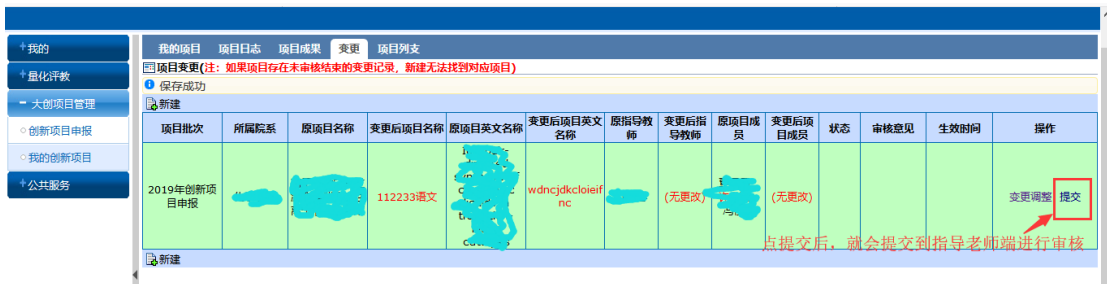 我的
量化评教
大创项目管理
创新项目申报
我的创新项目
公共服务
我的项目 项目日志 项目成果 变更 项目列支
项目变更(注: 如果项目存在未审核结束的变更记录, 新建无法找到对应项目)
保存成功
新建
项目批次 所属院系 原项目名称 变更后项目名称 原项目英文名称 变更后项目英文名称 原指导教师 变更后指导教师 原项目成员 变更后项目成员 状态 审核意见 生效时间 操作
2019年创新项目申报 112233语文 wdncjdkcloieifnc (无更改) (无更改) 变更调整 提交
点提交后，就会提交到指导老师端进行审核
新建